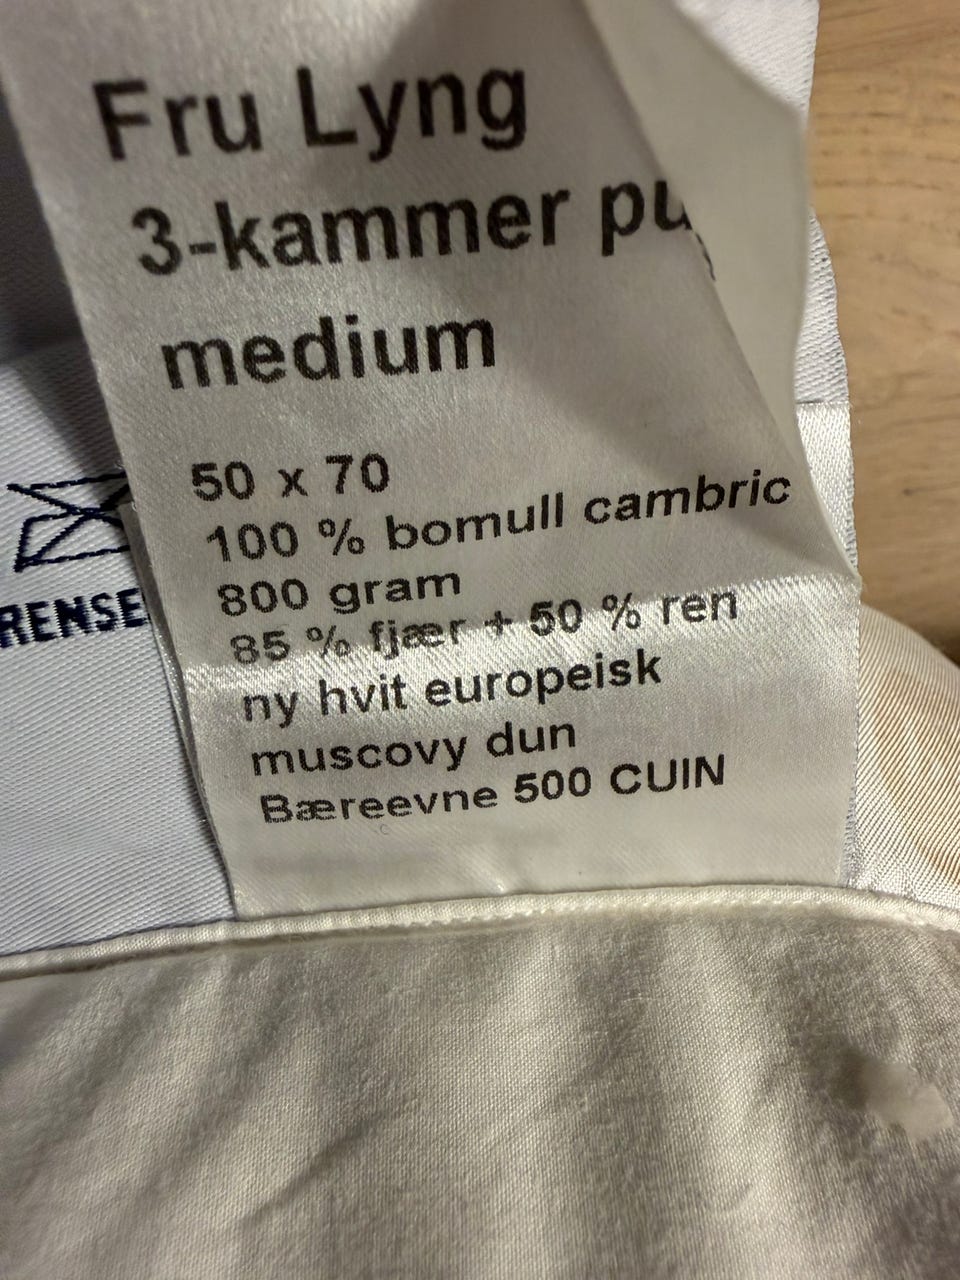 Fru Lyng
3-kammer pu
medium
50 x 70
100 % bomull cambric
800 gram
85 % fjær + 50 % ren
ny hvit europeisk
muscovy dun
Bæreevne 500 CUIN
RENSE